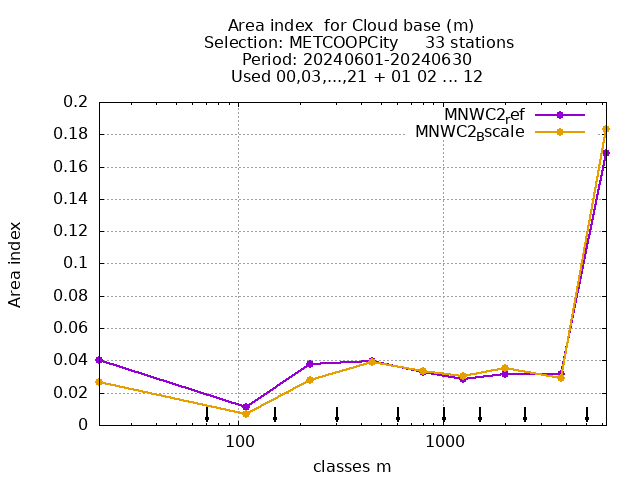 Area index  for Cloud base (m)
Selection: METCOOPCity     33 stations
Period: 20240601-20240630
Used 00,03,...,21 + 01 02 ... 12
MNWC2ref
MNWC2Bscale
0.2
0.18
0.16
0.14
0.12
0.1
0.08
0.06
0.04
0.02
0
Area index
100 1000
classes m